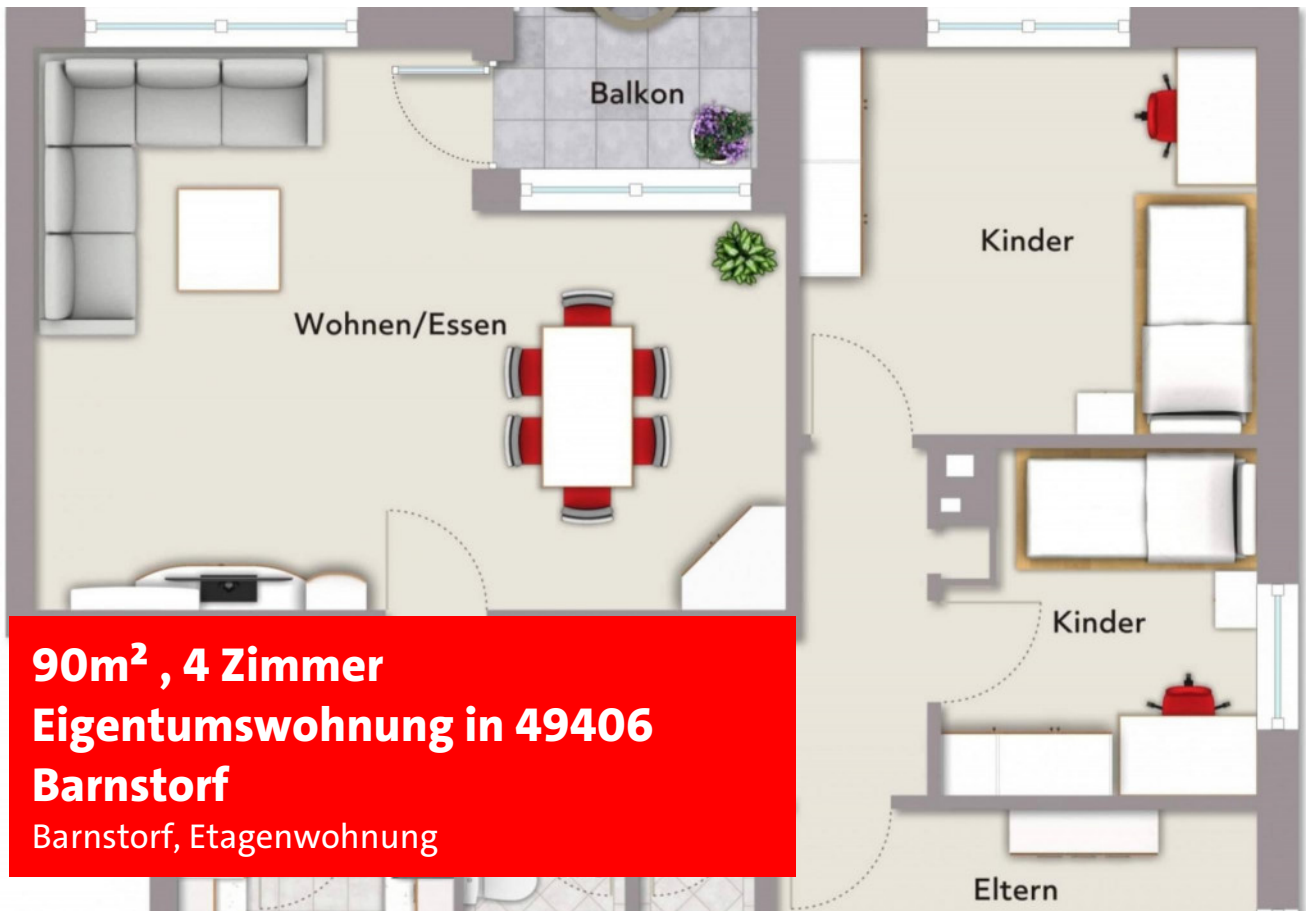 Balkon
Kinder
Wohnen/Essen
Kinder
90m² , 4 Zimmer
Eigentumswohnung in 49406
Barnstorf
Barnstorf, Etagenwohnung
Eltern